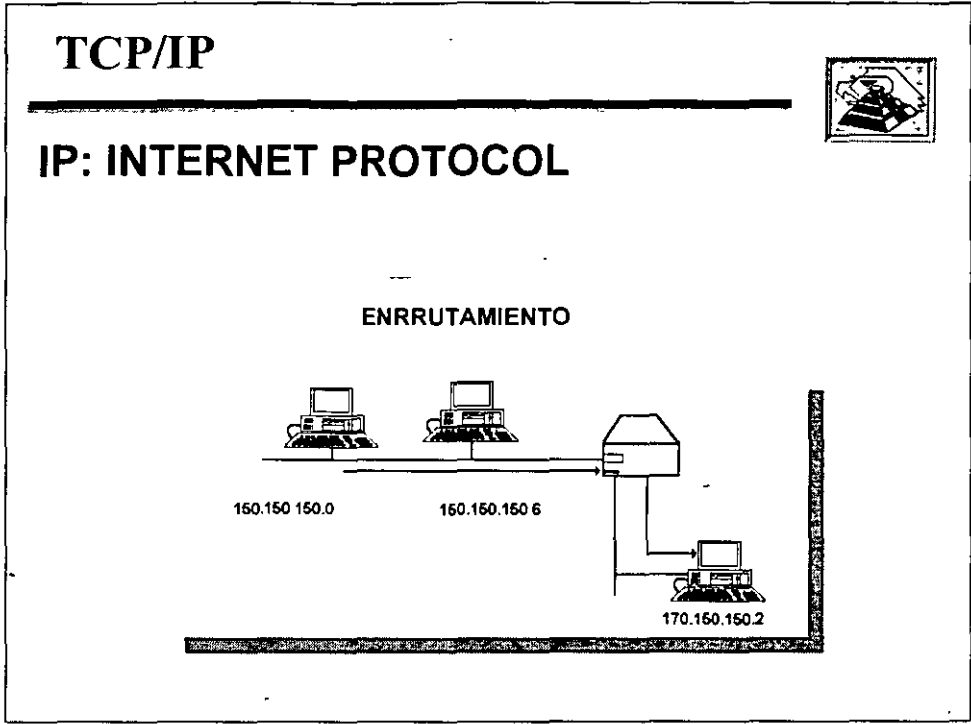 TCP/IP
IP: INTERNET PROTOCOL
ENRRUTAMIENTO
150.150 150.0
150.150.150 6
170.150.150.2